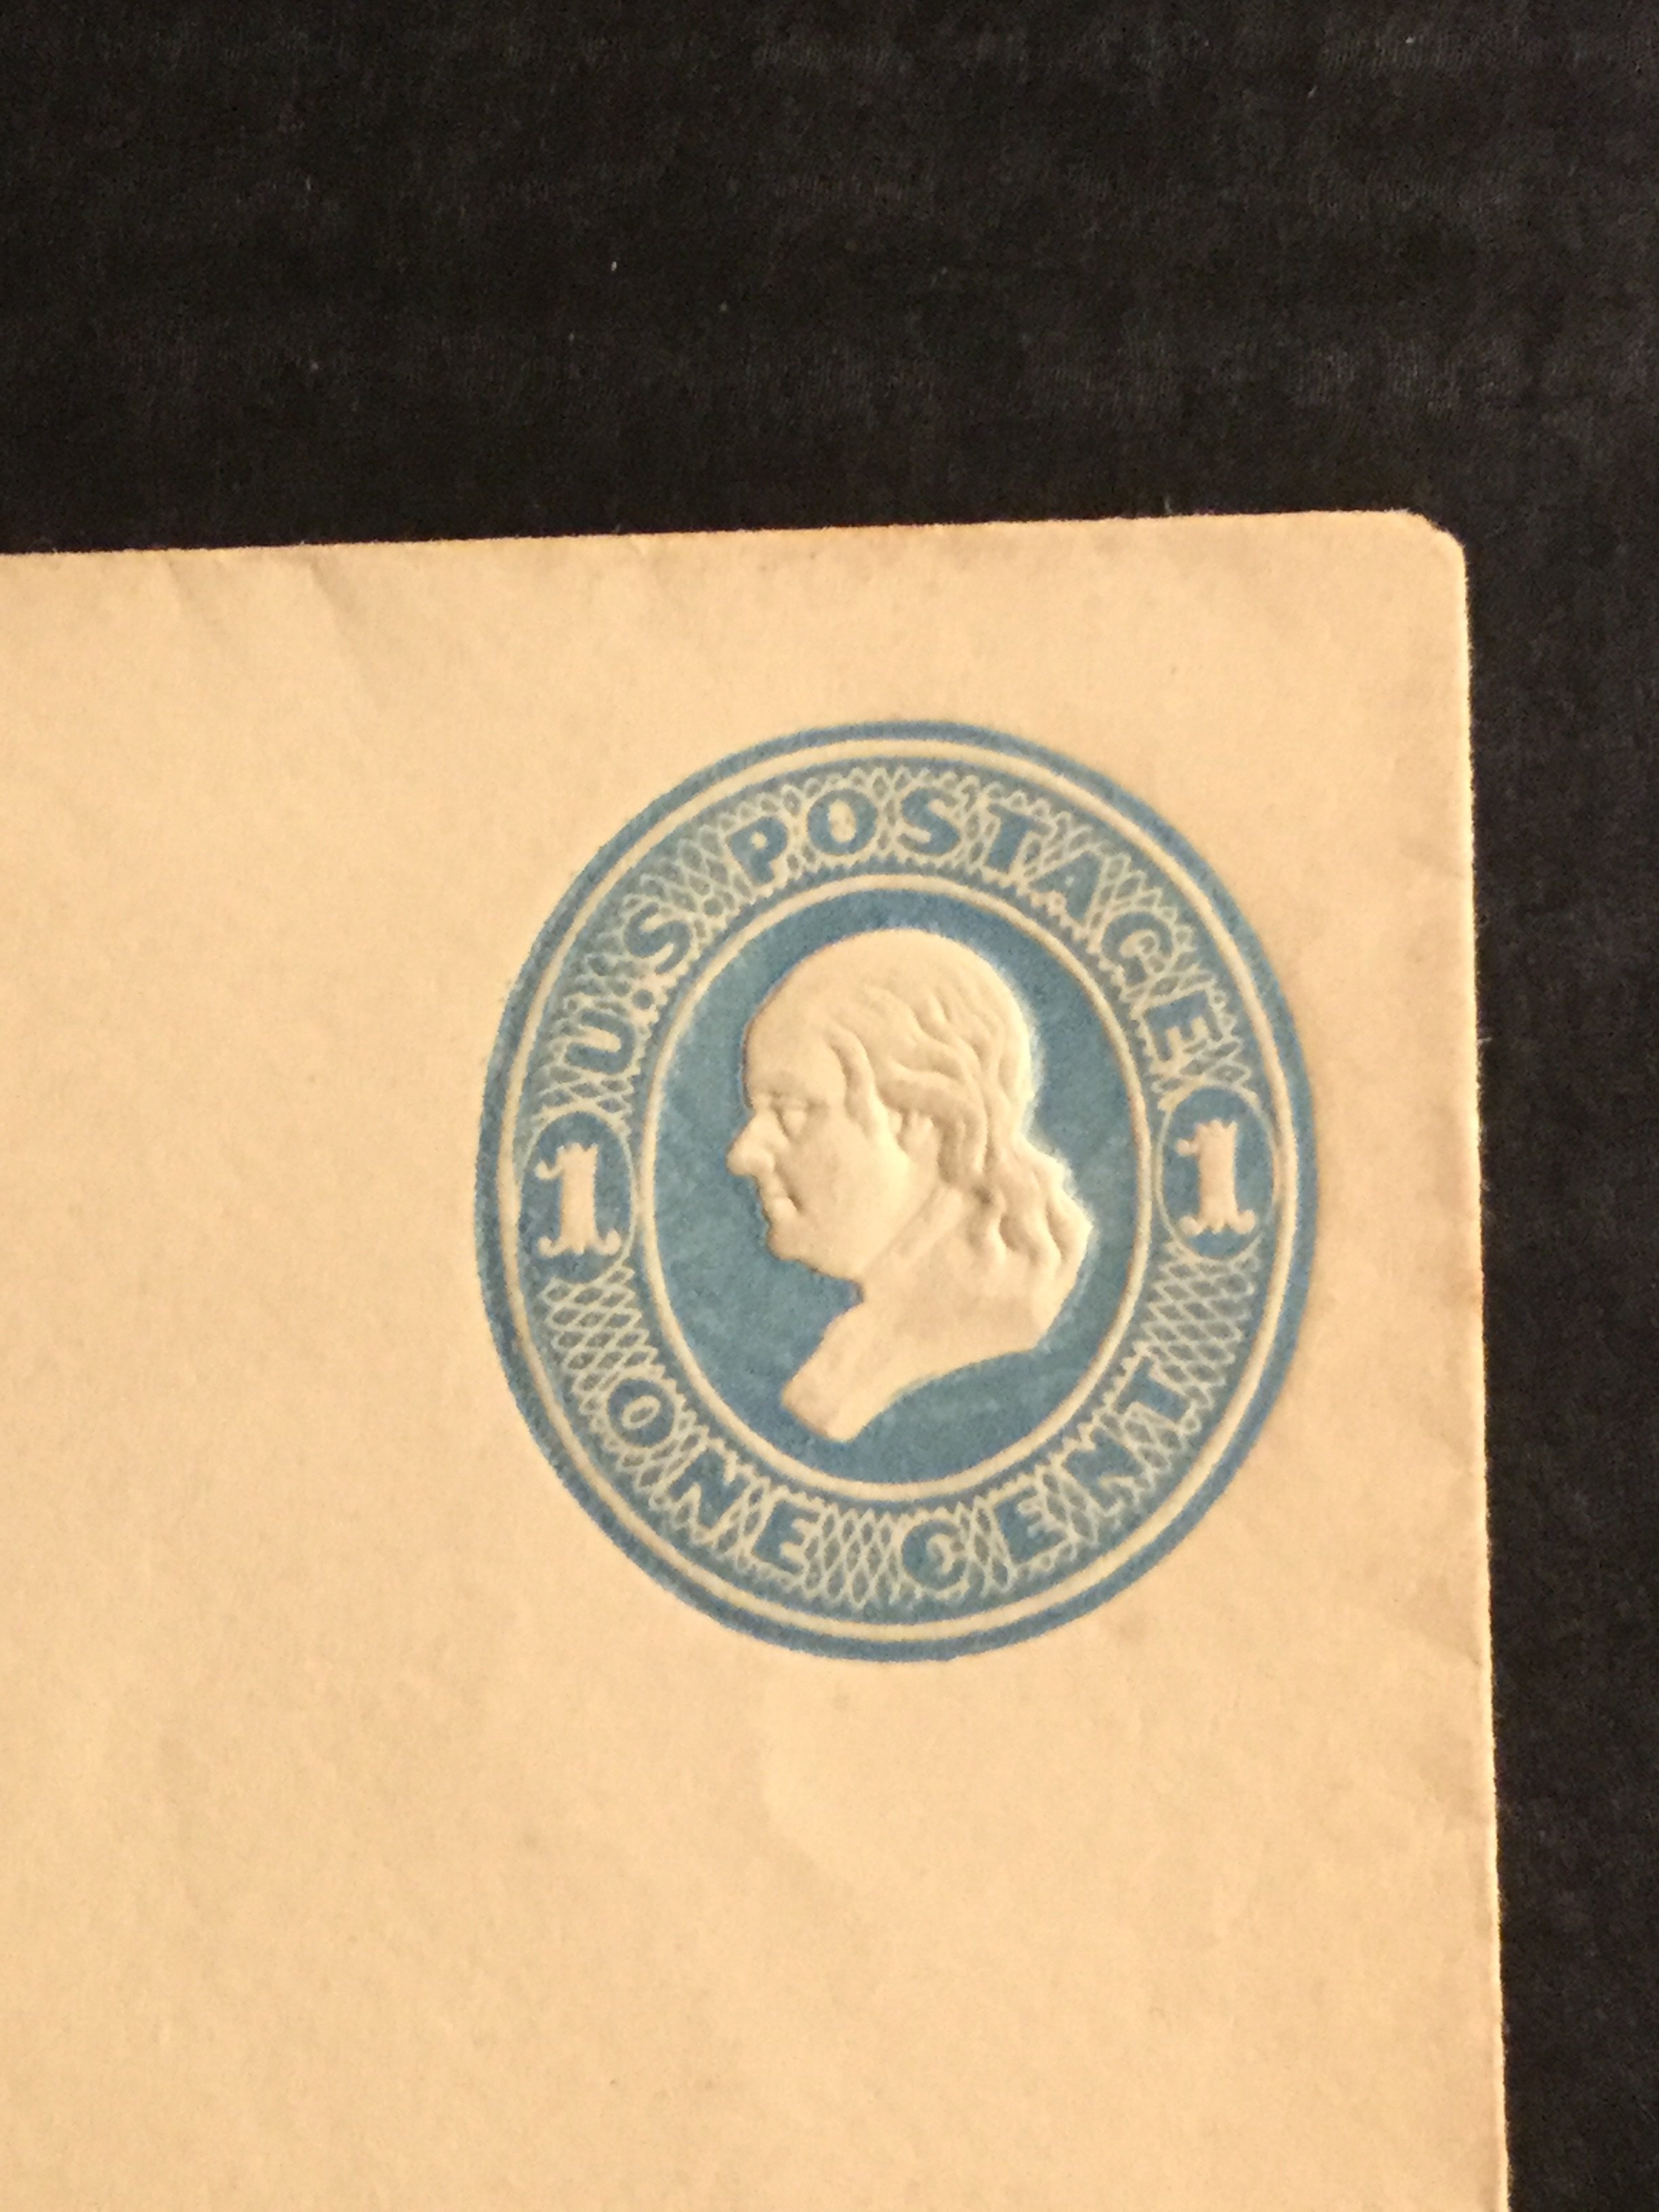 U.S. POSTAGE
1 1
ONE CENT